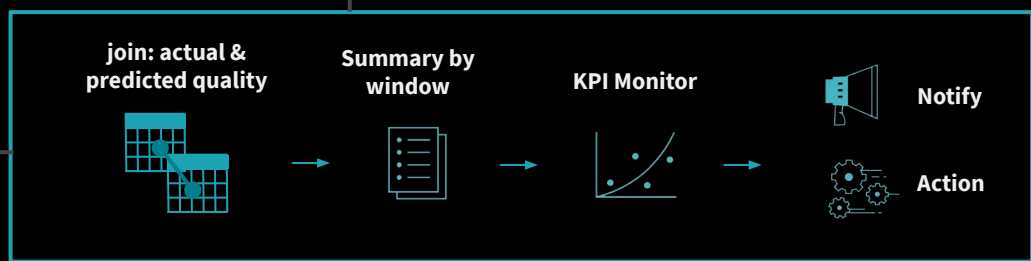 join: actual &
predicted quality
Summary by
window
KPI Monitor
Notify
Action